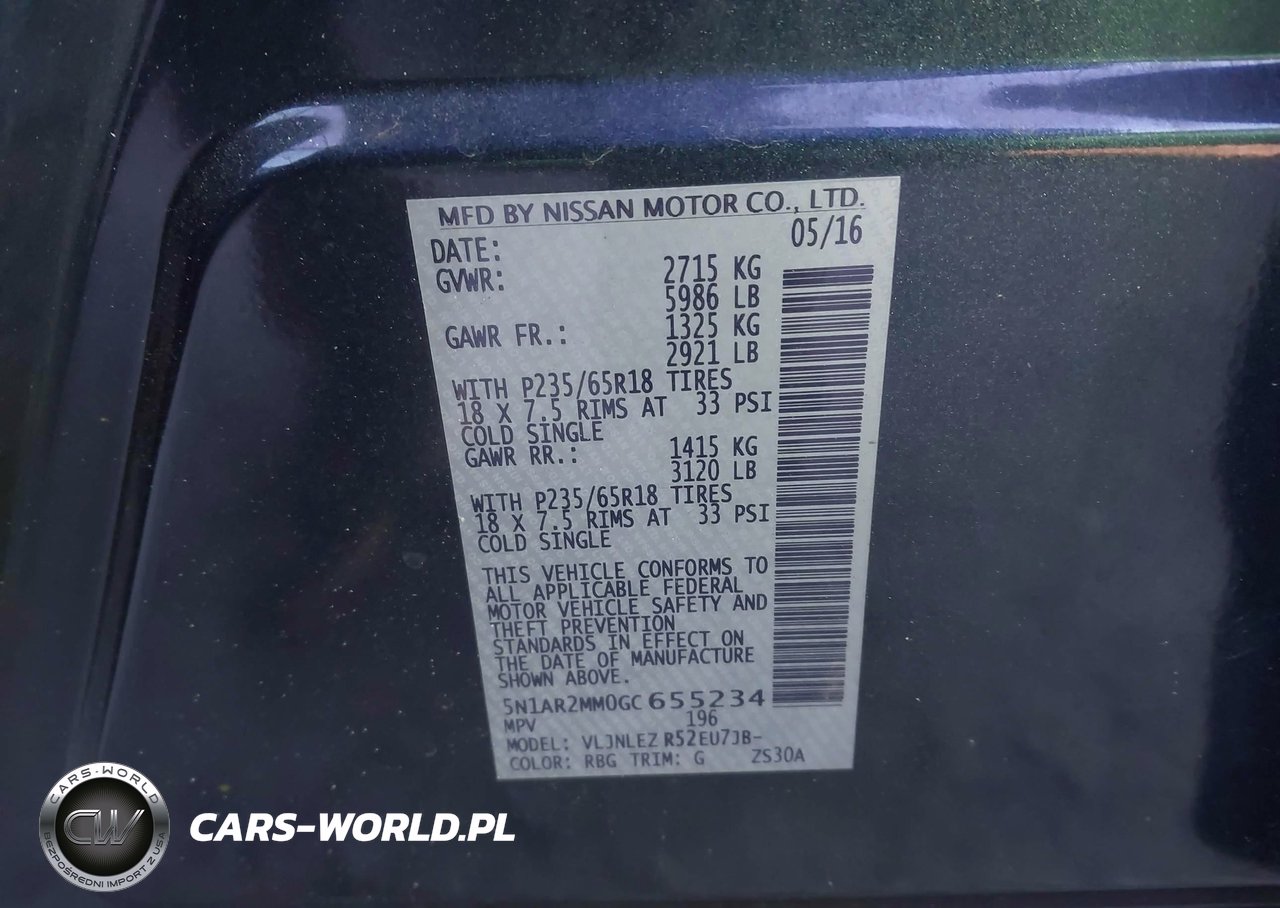 MFD BY NISSAN MOTOR CO., LTD.
DATE: 05/16
GVWR: 2715 KG
5986 LB
GAWR FR.: 1325 KG
2921 LB
WITH P235/65R18 TIRES
18 X 7.5 RIMS AT 33 PSI
COLD SINGLE
GAWR RR.: 1415 KG
3120 LB
WITH P235/65R18 TIRES
18 X 7.5 RIMS AT 33 PSI
COLD SINGLE
THIS VEHICLE CONFORMS TO
ALL APPLICABLE FEDERAL
MOTOR VEHICLE SAFETY AND
THEFT PREVENTION
STANDARDS IN EFFECT ON
THE DATE OF MANUFACTURE
SHOWN ABOVE.
5N1AR2MM0GC655234
MPV 196
MODEL: VLJNLEZ R52EU7JB-
COLOR: RBG TRIM: G ZS30A
CARS-WORLD
CW
BEZPOŚREDNI IMPORT Z USA
CARS-WORLD.PL